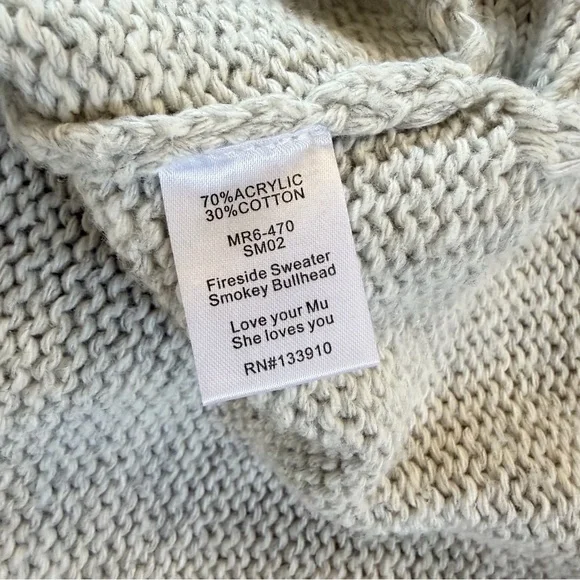 70%ACRYLIC
30%COTTON
MR6-470
SM02
Fireside Sweater
Smokey Bullhead
Love your Mu
She loves you
RN#133910